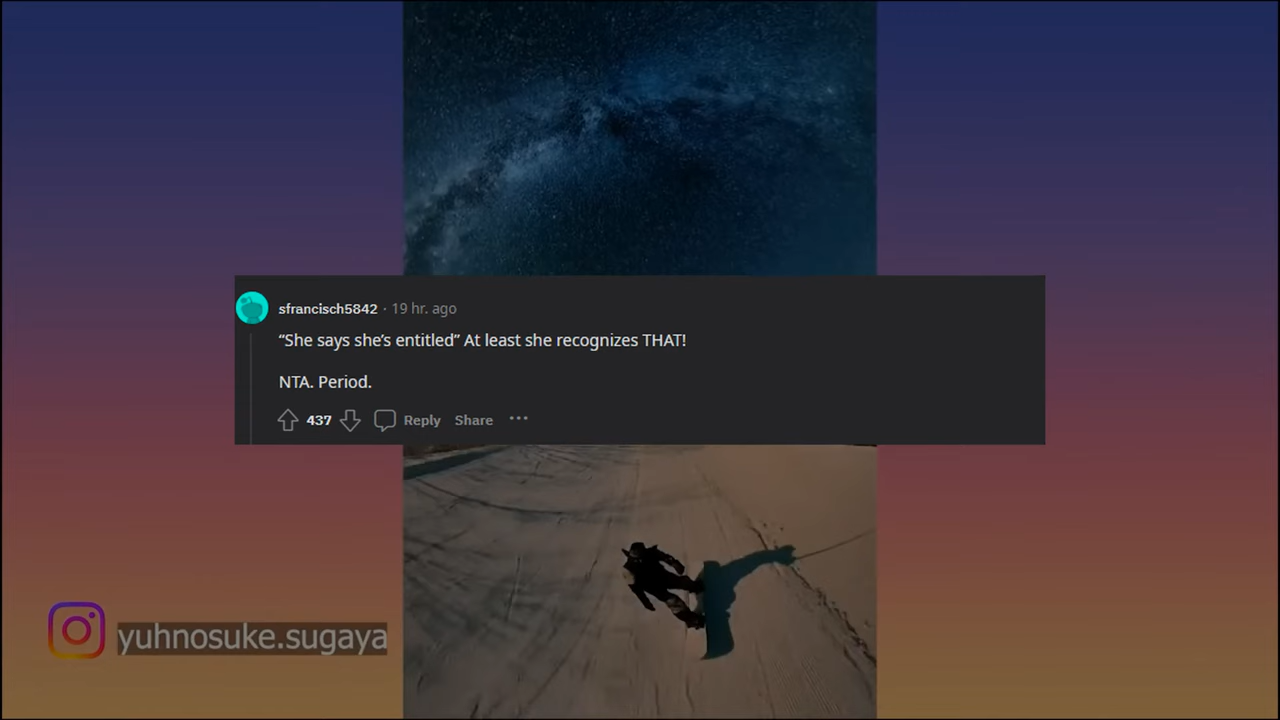 sfrancisch5842 · 19 hr. ago
“She says she’s entitled” At least she recognizes THAT!
NTA. Period.
437 Reply Share ···
yuhnosuke.sugaya